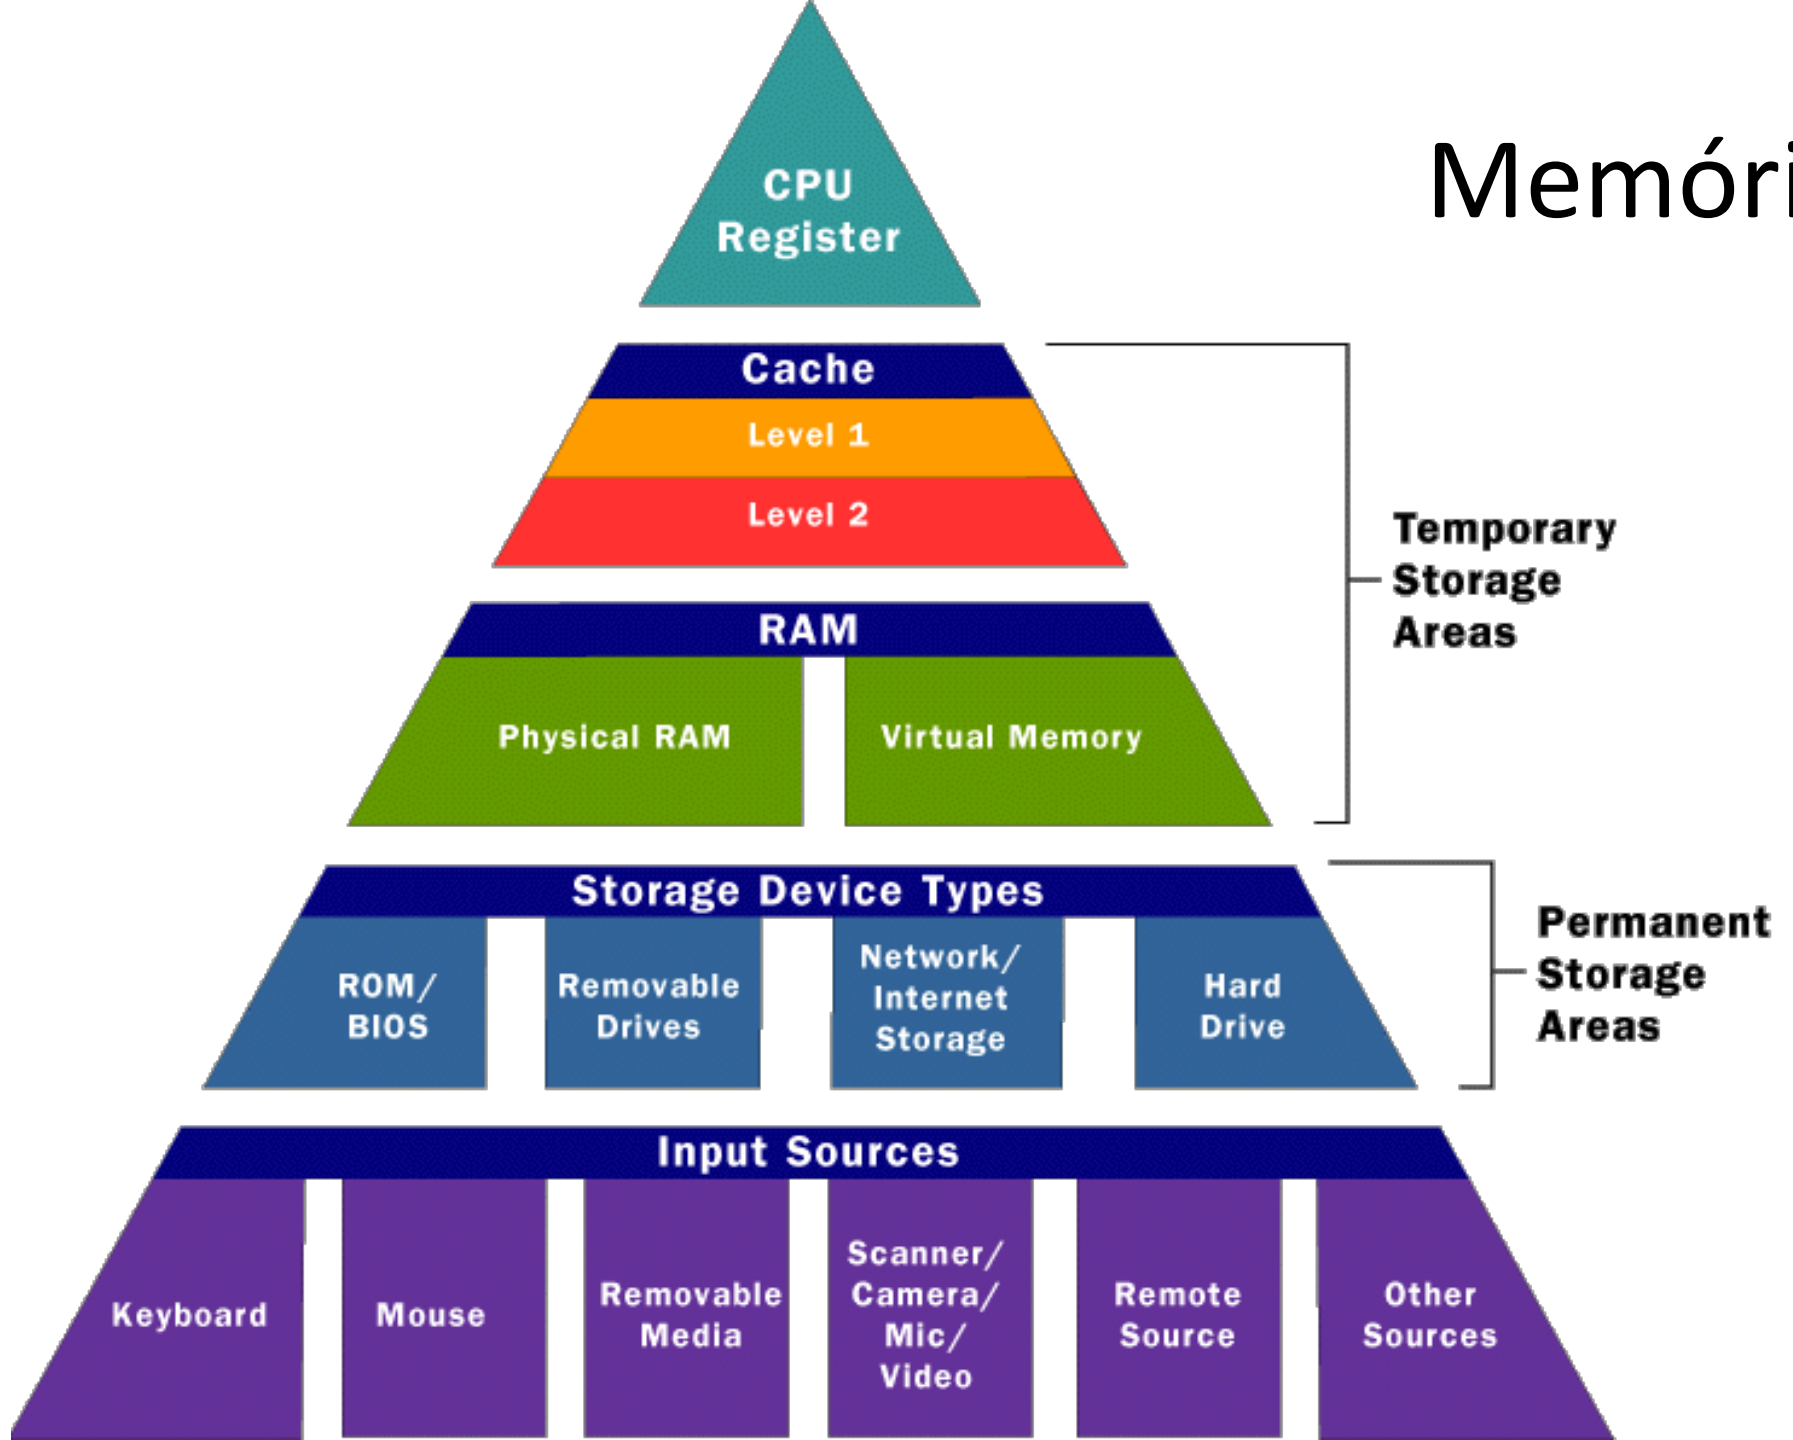 CPU
Register
Memóri
Cache
Level 1
Level 2
Temporary
Storage
Areas
RAM
Physical RAM
Virtual Memory
Storage Device Types
ROM/
BIOS
Removable
Drives
Network/
Internet
Storage
Hard
Drive
Permanent
Storage
Areas
Input Sources
Keyboard
Mouse
Removable
Media
Scanner/
Camera/
Mic/
Video
Remote
Source
Other
Sources